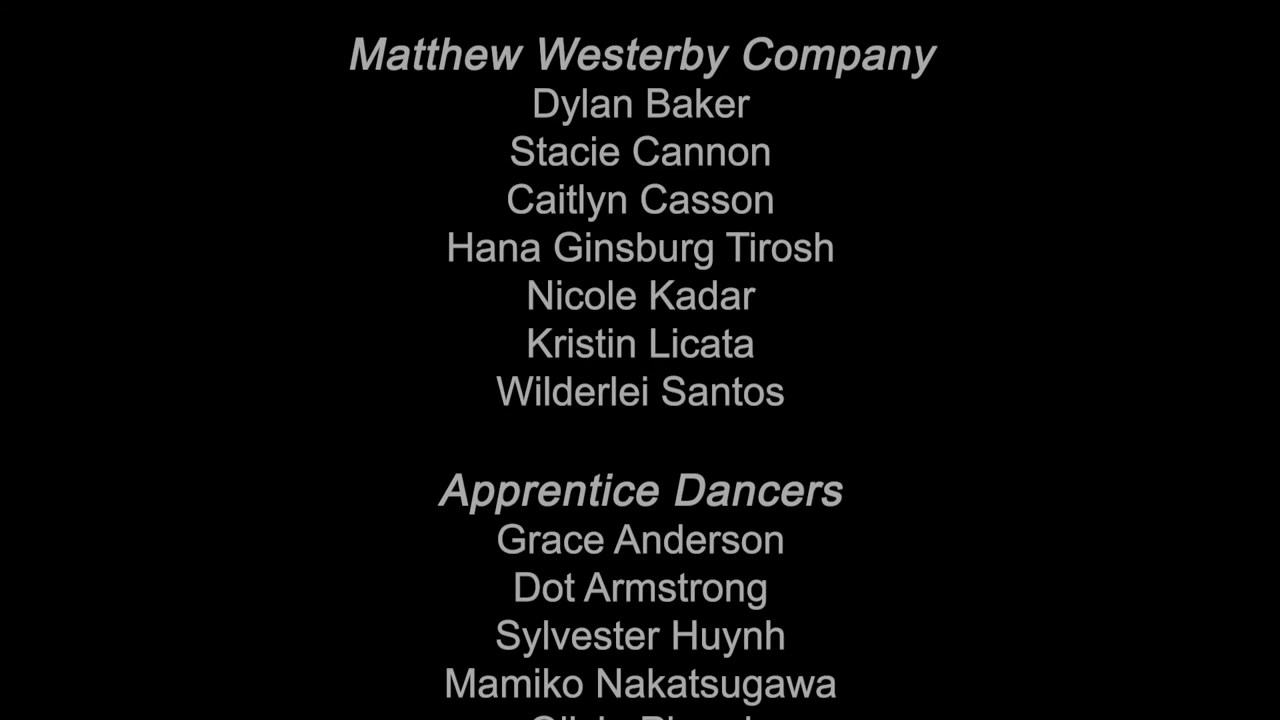 Matthew Westerby Company
Dylan Baker
Stacie Cannon
Caitlyn Casson
Hana Ginsburg Tirosh
Nicole Kadar
Kristin Licata
Wilderlei Santos
Apprentice Dancers
Grace Anderson
Dot Armstrong
Sylvester Huynh
Mamiko Nakatsugawa